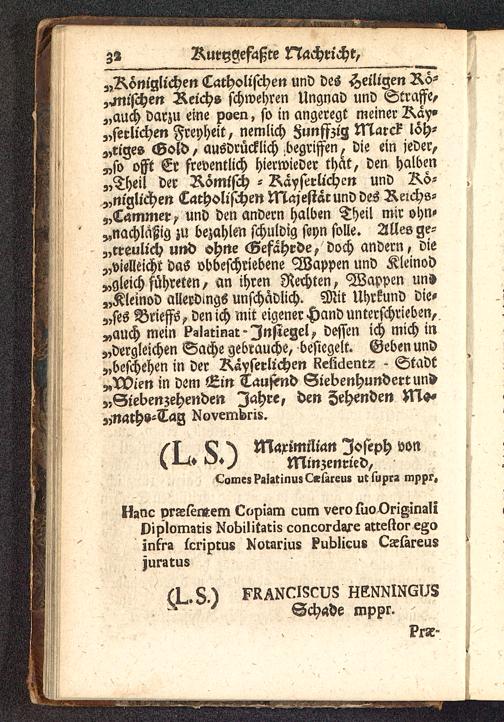 32 Kurtzgefaßte Nachricht,
„Königlichen Catholischen und des Heiligen Rö-
„mischen Reichs schwehren Ungnad und Straffe,
„auch darzu eine poen, so in angeregt meiner Käy-
„serlichen Freyheit, nemlich Funffzig Marck löh-
„tiges Gold, ausdrücklich begriffen, die ein jeder,
„so offt Er freventlich hierwieder thät, den halben
„Theil der Römisch-Käyserlichen und Kö-
„niglichen Catholischen Majestät und des Reichs-
„Cammer, und den andern halben Theil mir ohn-
„nachläßig zu bezahlen schuldig seyn solle. Alles ge-
„treulich und ohne Gefährde, doch andern, die
„vielleicht das obbeschriebene Wappen und Kleinod
„gleich führeten, an ihren Rechten, Wappen und
„Kleinod allerdings unschädlich. Mit Uhrkund die-
„ses Brieffs, den ich mit eigener Hand unterschrieben,
„auch mein Palatinat-Insiegel, dessen ich mich in
„dergleichen Sache gebrauche, besiegelt. Geben und
„beschehen in der Käyserlichen Residentz-Stadt
„Wien in dem Ein Tausend Siebenhundert und
„Siebenzehenden Jahre, den Zehenden Mo-
„naths-Tag Novembris.
(L. S.) Maximilian Joseph von
Minzenried,
Comes Palatinus Cæsareus ut supra mppr.
Hanc præsentem Copiam cum vero suo Originali
Diplomatis Nobilitatis concordare attestor ego
infra scriptus Notarius Publicus Cæsareus
juratus
(L.S.) FRANCISCUS HENNINGUS
Schade mppr.
Præ-